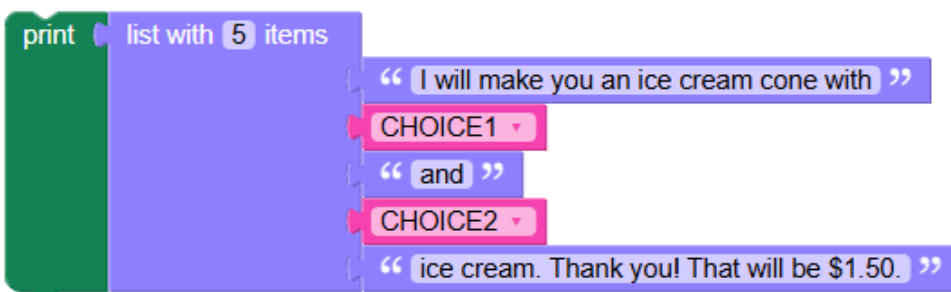 print list with 5 items
“ I will make you an ice cream cone with ”
CHOICE1
“ and ”
CHOICE2
“ ice cream. Thank you! That will be $1.50. ”